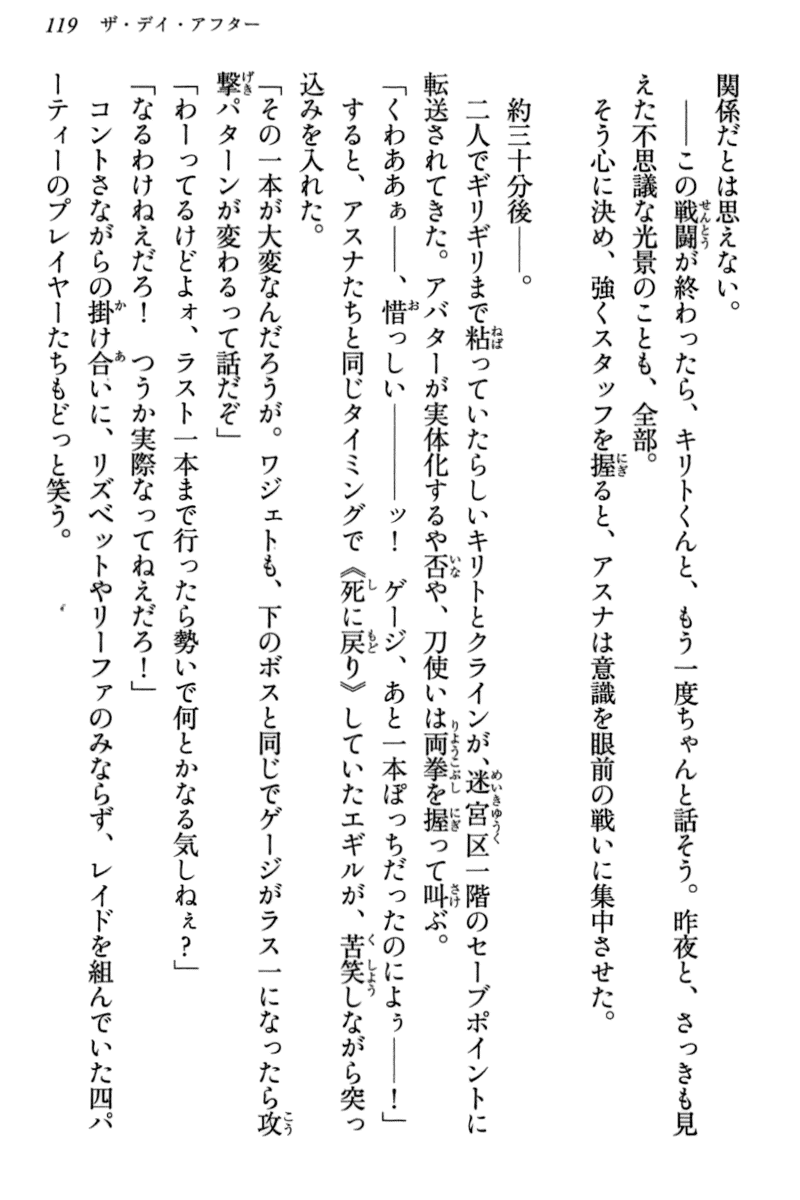 119 ザ・デイ・アフター
関係だとは思えない。
――この戦闘が終わったら、キリトくんと、もう一度ちゃんと話そう。昨夜と、さっきも見
えた不思議な光景のことも、全部。
そう心に決め、強くスタッフを握ると、アスナは意識を眼前の戦いに集中させた。
約三十分後――。
二人でギリギリまで粘っていたらしいキリトとクラインが、迷宮区一階のセーブポイントに
転送されてきた。アバターが実体化するや否や、刀使いは両拳を握って叫ぶ。
「くわああぁ――、惜っしい――――ッ！　ゲージ、あと一本ぽっちだったのによぅ――！」
すると、アスナたちと同じタイミングで《死に戻り》していたエギルが、苦笑しながら突っ
込みを入れた。
「その一本が大変なんだろうが。ワジェトも、下のボスと同じでゲージがラス一になったら攻
撃パターンが変わるって話だぞ」
「わーってるけどよォ、ラスト一本まで行ったら勢いで何とかなる気しねぇ？」
「なるわけねえだろ！　つうか実際なってねえだろ！」
コントさながらの掛け合いに、リズベットやリーファのみならず、レイドを組んでいた四パ
ーティーのプレイヤーたちもどっと笑う。